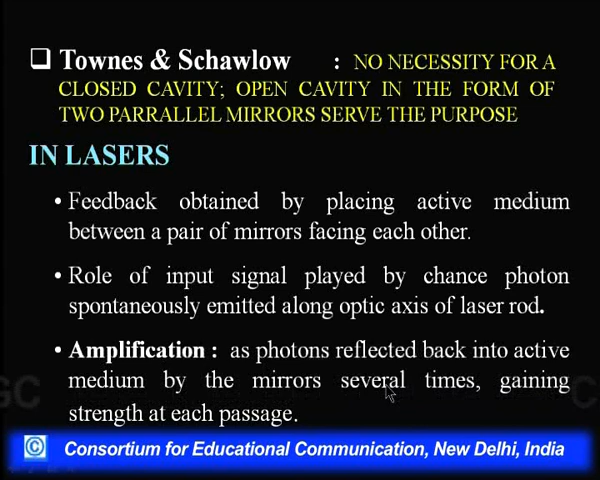 ❑ Townes & Schawlow : NO NECESSITY FOR A
CLOSED CAVITY; OPEN CAVITY IN THE FORM OF
TWO PARRALLEL MIRRORS SERVE THE PURPOSE
IN LASERS
• Feedback obtained by placing active medium
between a pair of mirrors facing each other.
• Role of input signal played by chance photon
spontaneously emitted along optic axis of laser rod.
• Amplification : as photons reflected back into active
medium by the mirrors several times, gaining
strength at each passage.
© Consortium for Educational Communication, New Delhi, India